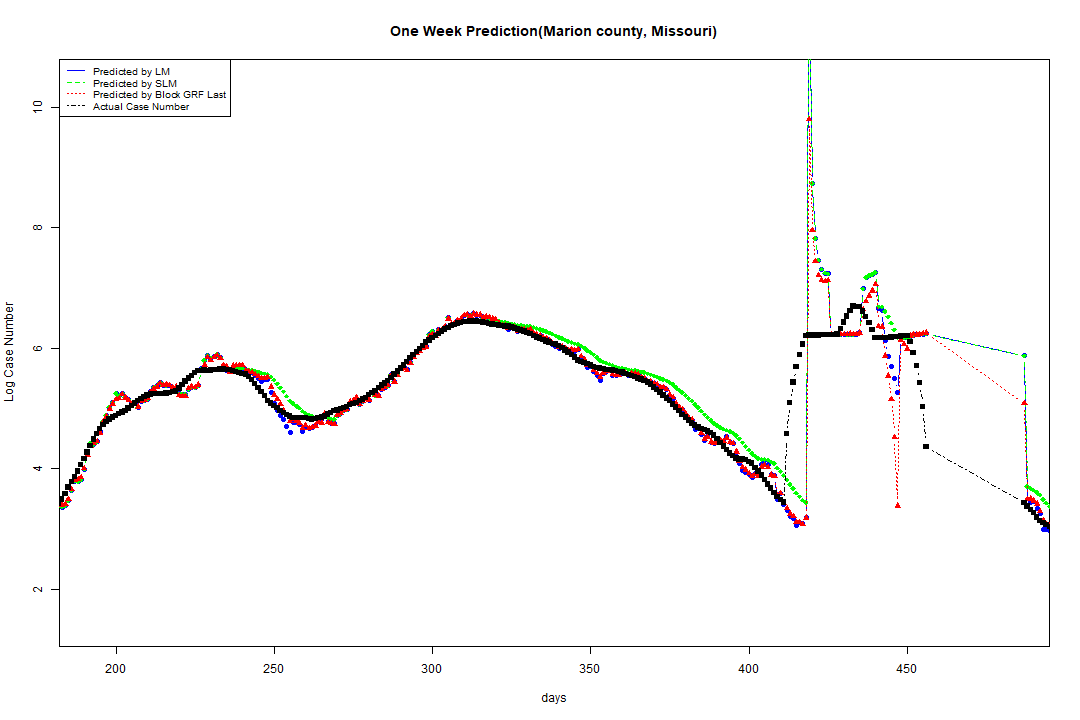 One Week Prediction(Marion county, Missouri)
Predicted by LM
Predicted by SLM
Predicted by Block GRF Last
Actual Case Number
10
8
6
4
2
Log Case Number
200 250 300 350 400 450
days